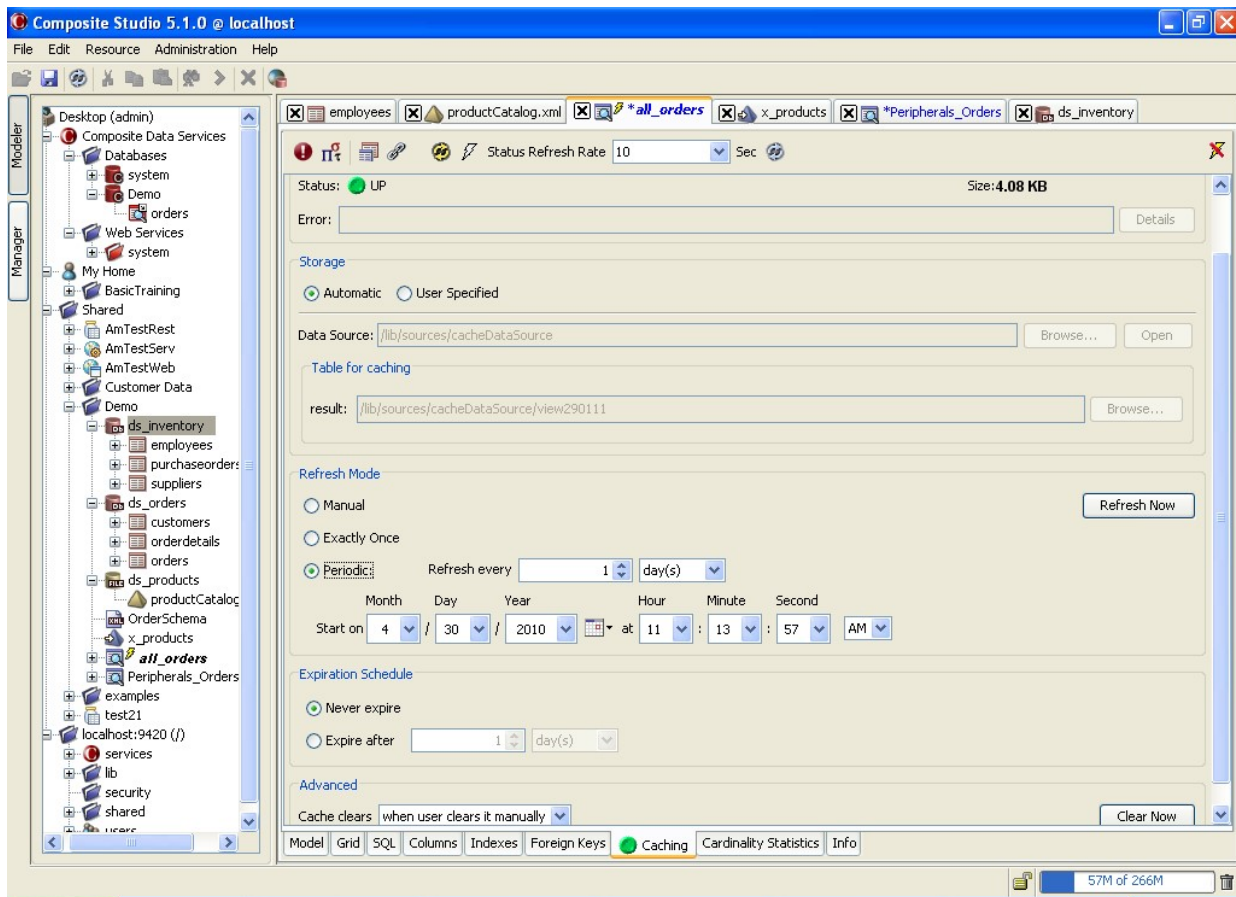 Composite Studio 5.1.0 @ localhost
File Edit Resource Administration Help
Modeler
Manager
Desktop (admin)
Composite Data Services
Databases
system
Demo
orders
Web Services
system
My Home
BasicTraining
Shared
AmTestRest
AmTestServ
AmTestWeb
Customer Data
Demo
ds_inventory
employees
purchaseorders
suppliers
ds_orders
customers
orderdetails
orders
ds_products
productCatalog
OrderSchema
x_products
all_orders
Peripherals_Orders
examples
test21
localhost:9420 (/)
services
lib
security
shared
users
employees productCatalog.xml *all_orders x_products *Peripherals_Orders ds_inventory
Status Refresh Rate 10 Sec
Status: UP Size:4.08 KB
Error: Details
Storage
Automatic User Specified
Data Source: /lib/sources/cacheDataSource Browse... Open
Table for caching
result: /lib/sources/cacheDataSource/view290111 Browse...
Refresh Mode
Manual Refresh Now
Exactly Once
Periodic: Refresh every 1 day(s)
Month Day Year Hour Minute Second
Start on 4 / 30 / 2010 at 11 : 13 : 57 AM
Expiration Schedule
Never expire
Expire after 1 day(s)
Advanced
Cache clears when user clears it manually Clear Now
Model Grid SQL Columns Indexes Foreign Keys Caching Cardinality Statistics Info
57M of 266M